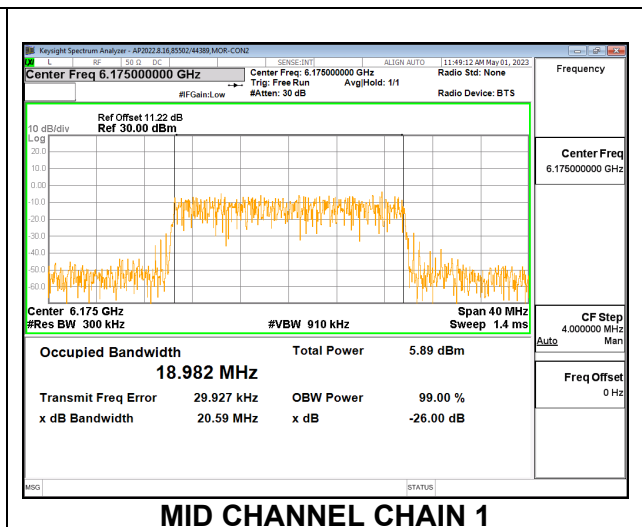 Keysight Spectrum Analyzer - AP2022.8.16,85502/44389,MOR-CON2
L RF 50 Ω DC SENSE:INT ALIGN AUTO 11:49:12 AM May 01, 2023
Center Freq 6.175000000 GHz Center Freq: 6.175000000 GHz Radio Std: None Frequency
Trig: Free Run Avg|Hold: 1/1
#IFGain:Low #Atten: 30 dB Radio Device: BTS
Ref Offset 11.22 dB
10 dB/div Ref 30.00 dBm
Log
20.0
10.0
0.00
-10.0
-20.0
-30.0
-40.0
-50.0
-60.0
Center Freq
6.175000000 GHz
Center 6.175 GHz Span 40 MHz
#Res BW 300 kHz #VBW 910 kHz Sweep 1.4 ms
CF Step
4.000000 MHz
Auto Man
Occupied Bandwidth Total Power 5.89 dBm
18.982 MHz
Freq Offset
0 Hz
Transmit Freq Error 29.927 kHz OBW Power 99.00 %
x dB Bandwidth 20.59 MHz x dB -26.00 dB
MSG STATUS
MID CHANNEL CHAIN 1